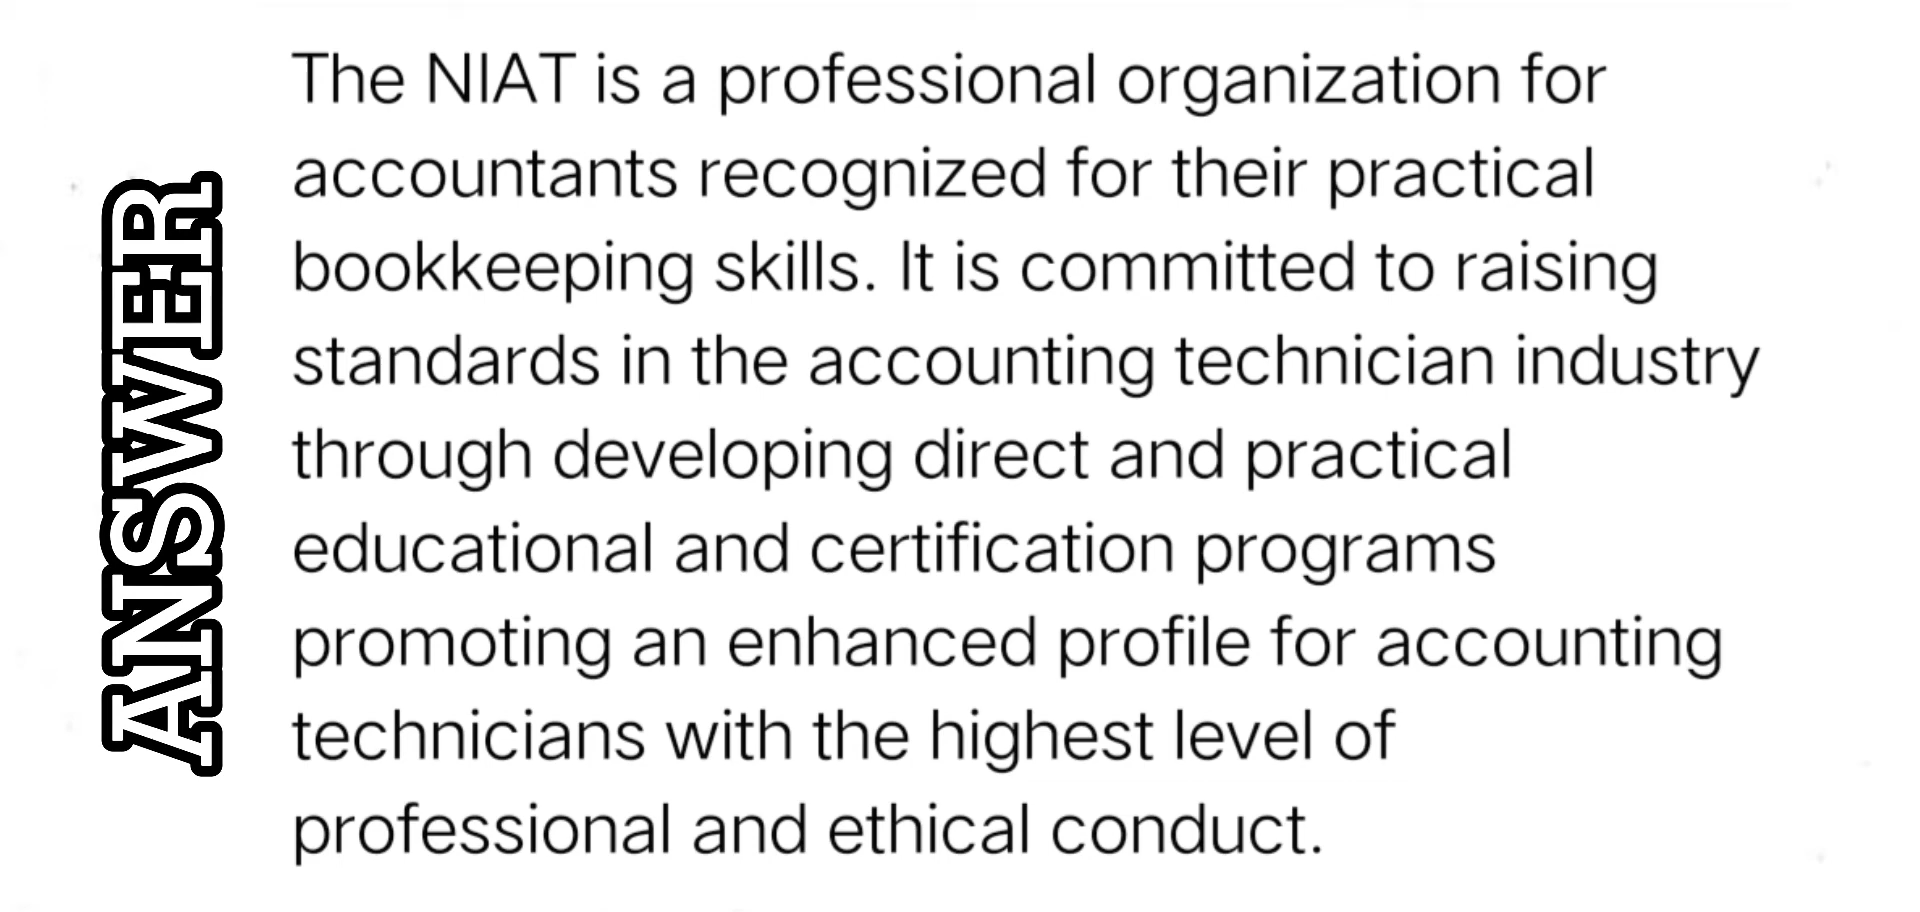 ANSWER
The NIAT is a professional organization for
accountants recognized for their practical
bookkeeping skills. It is committed to raising
standards in the accounting technician industry
through developing direct and practical
educational and certification programs
promoting an enhanced profile for accounting
technicians with the highest level of
professional and ethical conduct.